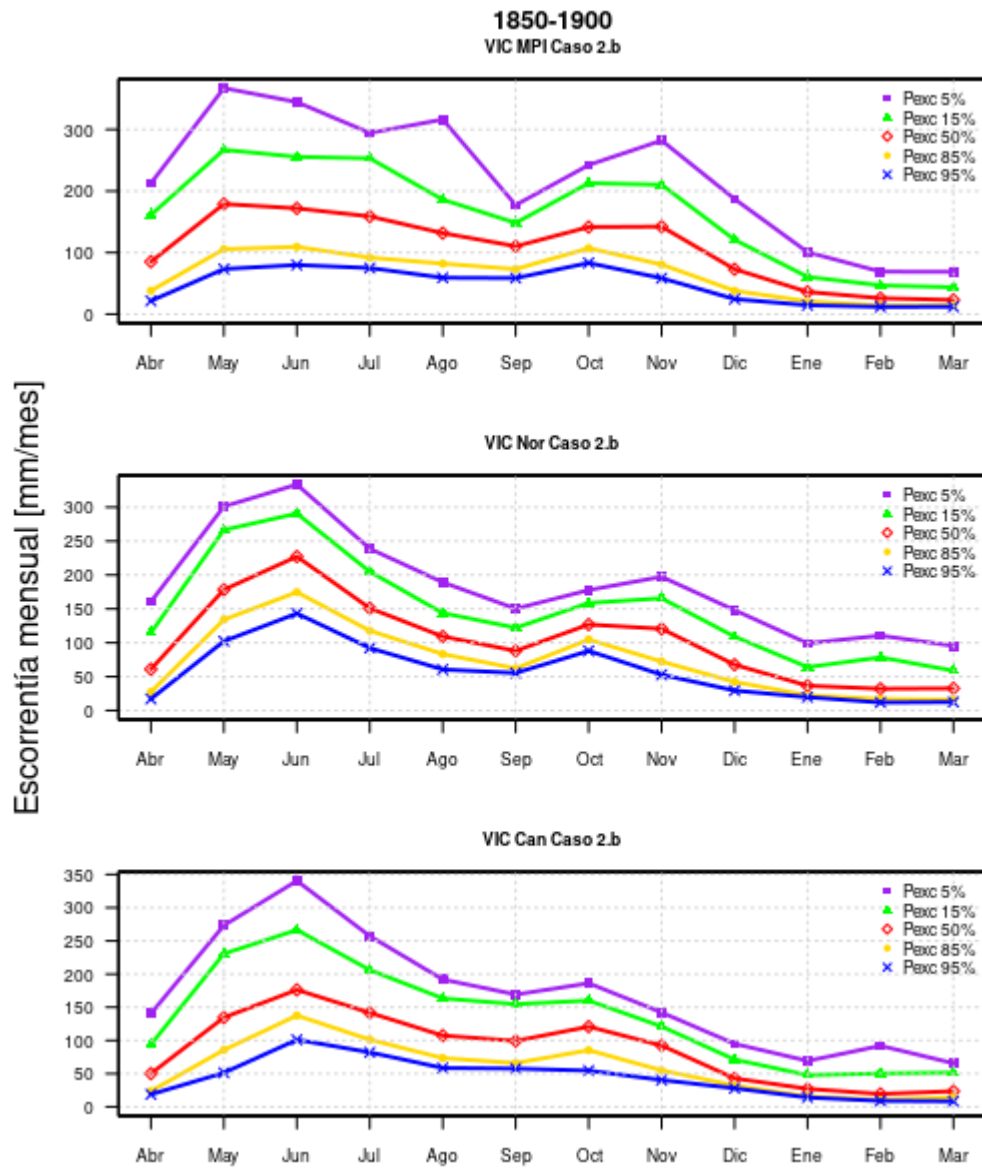 1850-1900
VIC MPI Caso 2.b
Escorrentía mensual [mm/mes]
300
200
100
0
Pexc 5%
Pexc 15%
Pexc 50%
Pexc 85%
Pexc 95%
Abr May Jun Jul Ago Sep Oct Nov Dic Ene Feb Mar
VIC Nor Caso 2.b
300
250
200
150
100
50
0
Pexc 5%
Pexc 15%
Pexc 50%
Pexc 85%
Pexc 95%
Abr May Jun Jul Ago Sep Oct Nov Dic Ene Feb Mar
VIC Can Caso 2.b
350
300
250
200
150
100
50
0
Pexc 5%
Pexc 15%
Pexc 50%
Pexc 85%
Pexc 95%
Abr May Jun Jul Ago Sep Oct Nov Dic Ene Feb Mar